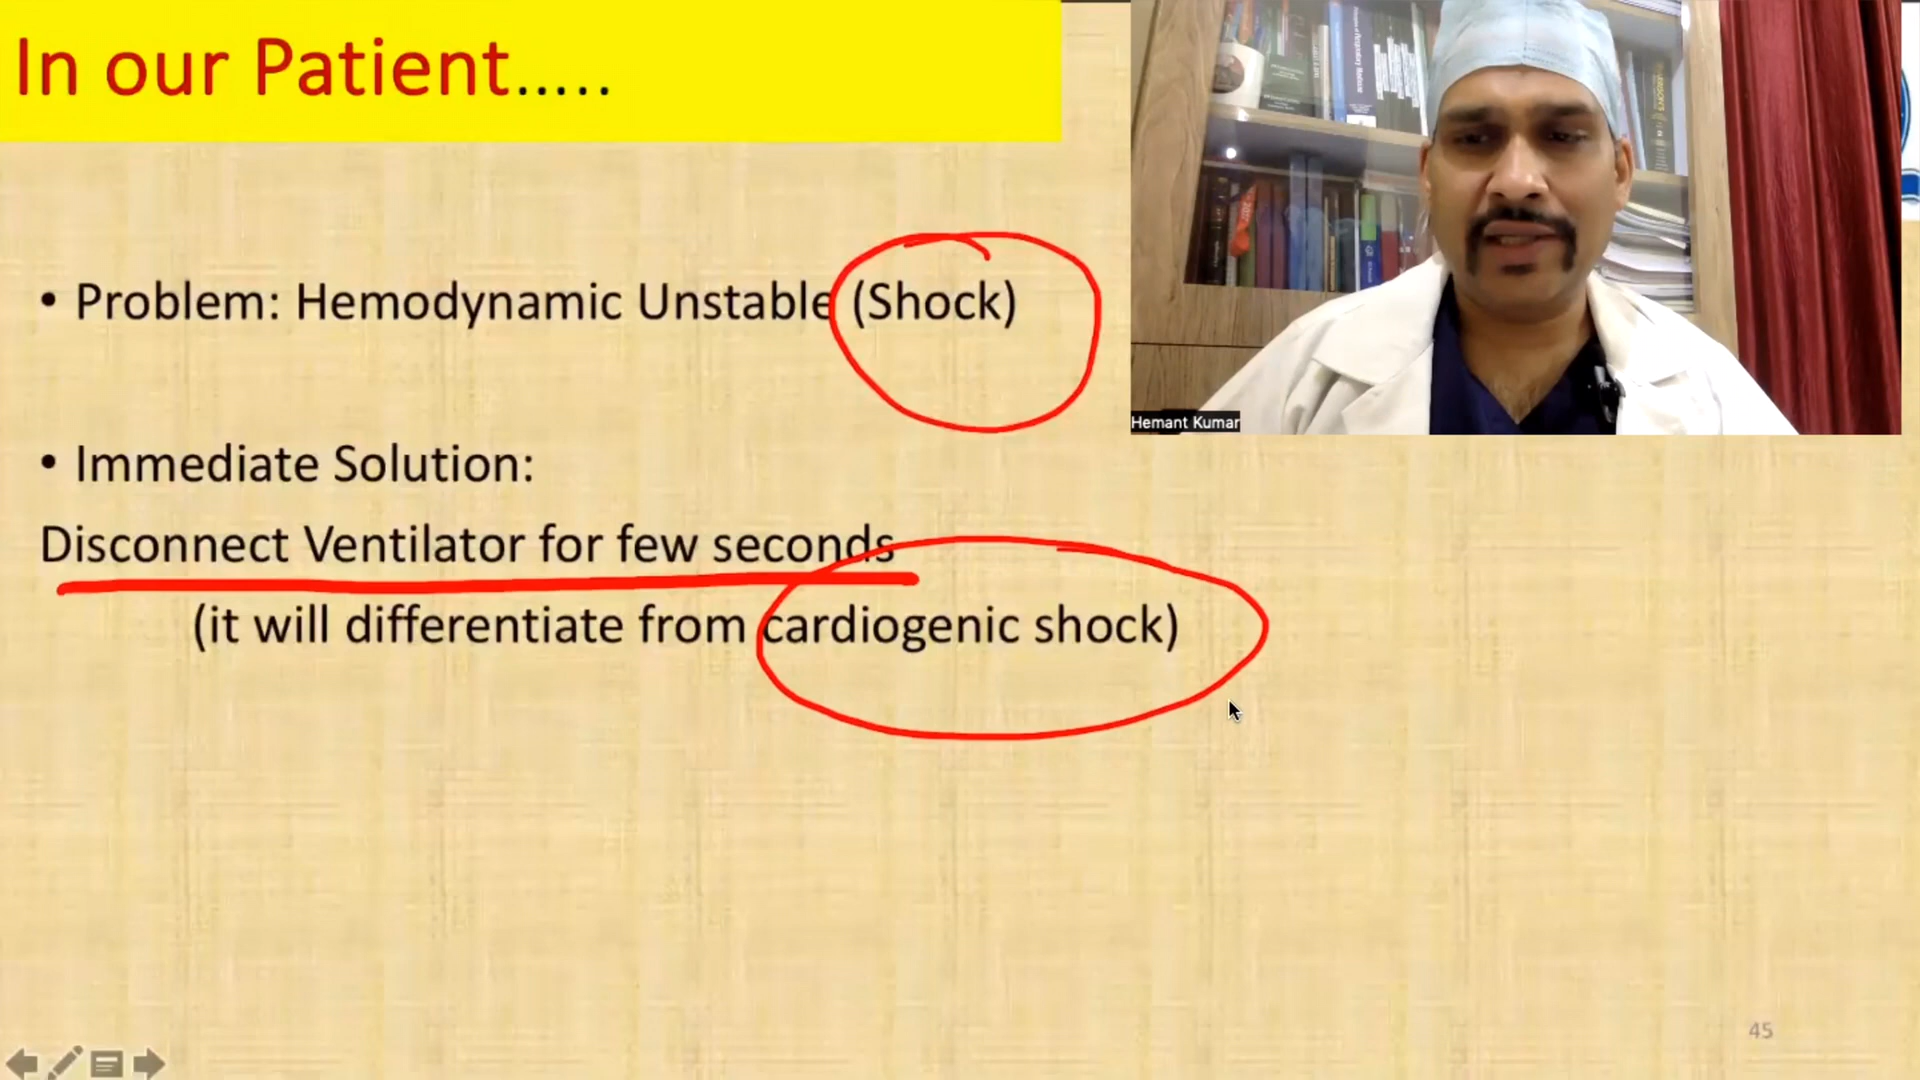 In our Patient.....
• Problem: Hemodynamic Unstable (Shock)
• Immediate Solution:
Disconnect Ventilator for few seconds
(it will differentiate from cardiogenic shock)
Hemant Kumar
45